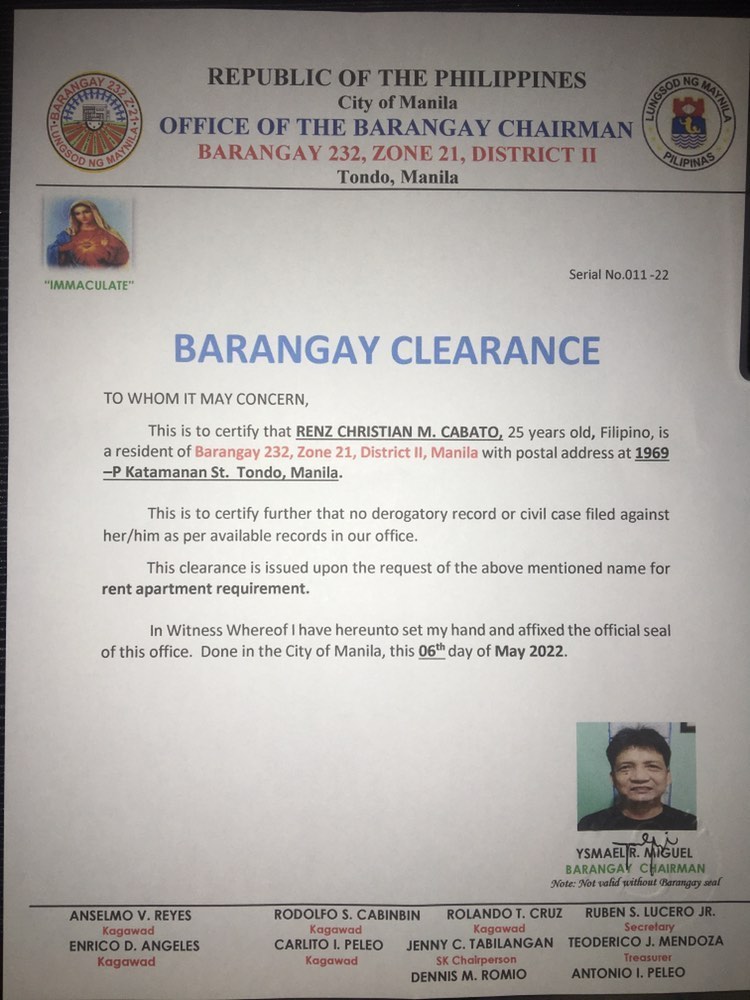 REPUBLIC OF THE PHILIPPINES
City of Manila
OFFICE OF THE BARANGAY CHAIRMAN
BARANGAY 232, ZONE 21, DISTRICT II
Tondo, Manila
BARANGAY 232 Z-21
LUNGSOD NG MAYNILA
LUNGSOD NG MAYNILA
PILIPINAS
"IMMACULATE"
Serial No.011-22
BARANGAY CLEARANCE
TO WHOM IT MAY CONCERN,
This is to certify that RENZ CHRISTIAN M. CABATO, 25 years old, Filipino, is
a resident of Barangay 232, Zone 21, District II, Manila with postal address at 1969
–P Katamanan St. Tondo, Manila.
This is to certify further that no derogatory record or civil case filed against
her/him as per available records in our office.
This clearance is issued upon the request of the above mentioned name for
rent apartment requirement.
In Witness Whereof I have hereunto set my hand and affixed the official seal
of this office. Done in the City of Manila, this 06th day of May 2022.
YSMAEL R. MIGUEL
BARANGAY CHAIRMAN
Note: Not valid without Barangay seal
ANSELMO V. REYES RODOLFO S. CABINBIN ROLANDO T. CRUZ RUBEN S. LUCERO JR.
Kagawad Kagawad Kagawad Secretary
ENRICO D. ANGELES CARLITO I. PELEO JENNY C. TABILANGAN TEODERICO J. MENDOZA
Kagawad Kagawad SK Chairperson Treasurer
DENNIS M. ROMIO ANTONIO I. PELEO